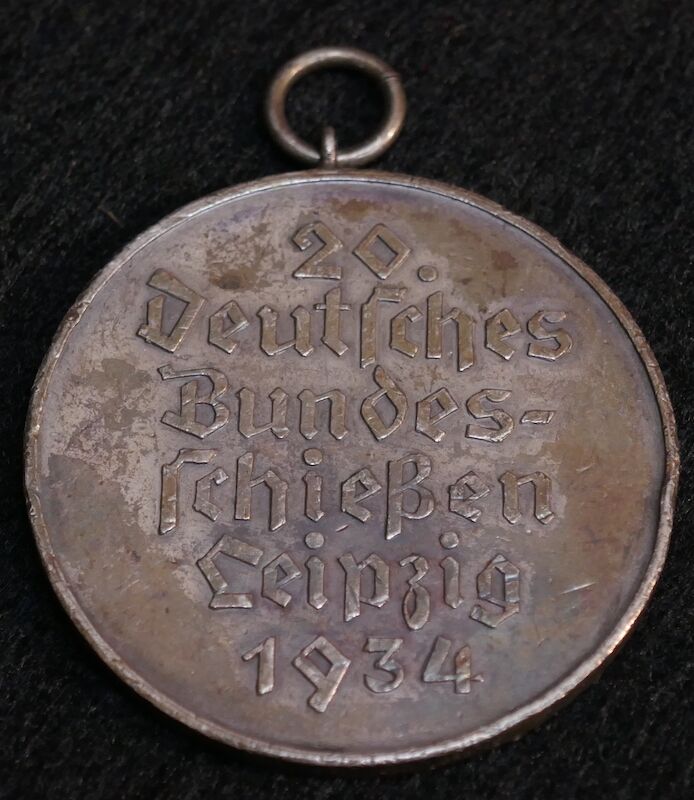 20.
Deutsches
Bundes-
schießen
Leipzig
1934